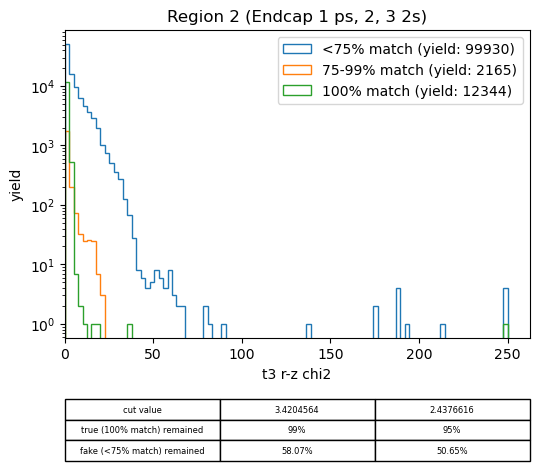 Region 2 (Endcap 1 ps, 2, 3 2s)
<75% match (yield: 99930)
75-99% match (yield: 2165)
100% match (yield: 12344)
yield
10⁴
10³
10²
10¹
10⁰
0 50 100 150 200 250
t3 r-z chi2
cut value 3.4204564 2.4376616
true (100% match) remained 99% 95%
fake (<75% match) remained 58.07% 50.65%